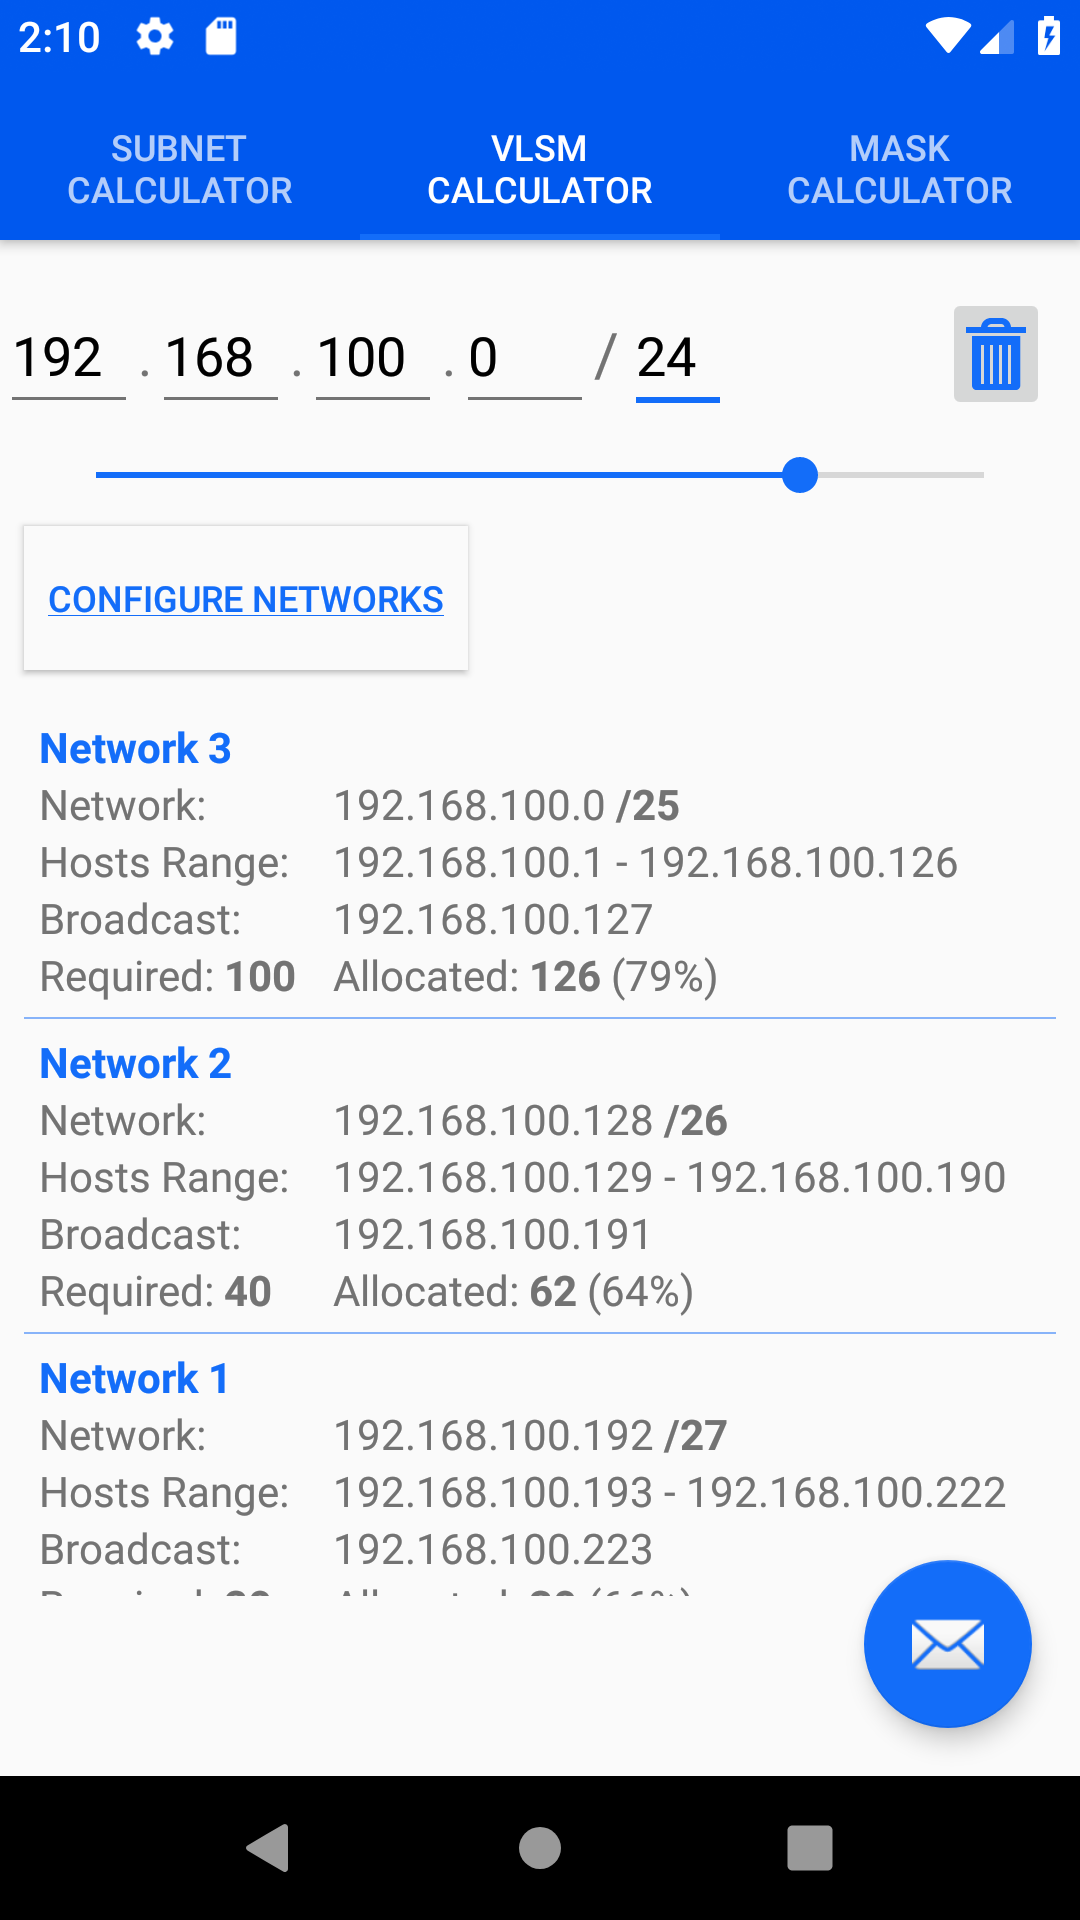 2:10
SUBNET CALCULATOR
VLSM CALCULATOR
MASK CALCULATOR
192 . 168 . 100 . 0 / 24
CONFIGURE NETWORKS
Network 3
Network: 192.168.100.0 /25
Hosts Range: 192.168.100.1 - 192.168.100.126
Broadcast: 192.168.100.127
Required: 100 Allocated: 126 (79%)
Network 2
Network: 192.168.100.128 /26
Hosts Range: 192.168.100.129 - 192.168.100.190
Broadcast: 192.168.100.191
Required: 40 Allocated: 62 (64%)
Network 1
Network: 192.168.100.192 /27
Hosts Range: 192.168.100.193 - 192.168.100.222
Broadcast: 192.168.100.223